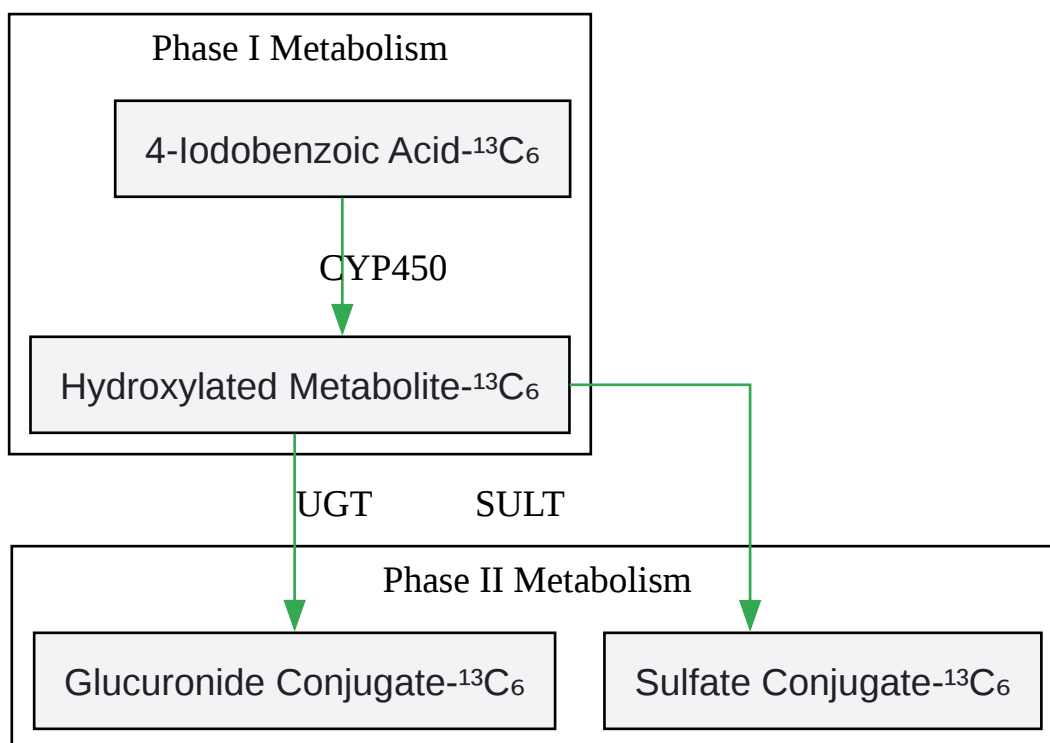 Phase I Metabolism
4-Iodobenzoic Acid-¹³C₆
CYP450
Hydroxylated Metabolite-¹³C₆
UGT
SULT
Phase II Metabolism
Glucuronide Conjugate-¹³C₆
Sulfate Conjugate-¹³C₆